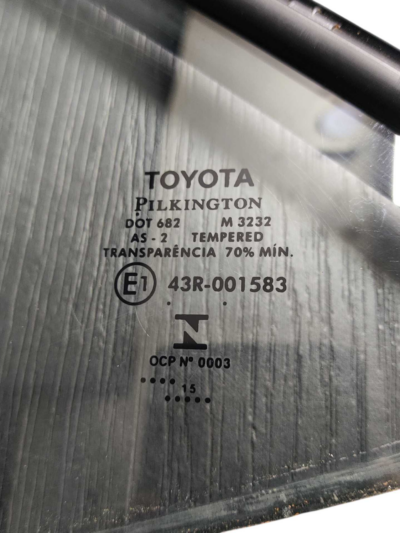 TOYOTA
PILKINGTON
DOT 682 M 3232
AS - 2 TEMPERED
TRANSPARÊNCIA 70% MÍN.
E1 43R-001583
N
OCP Nº 0003
15